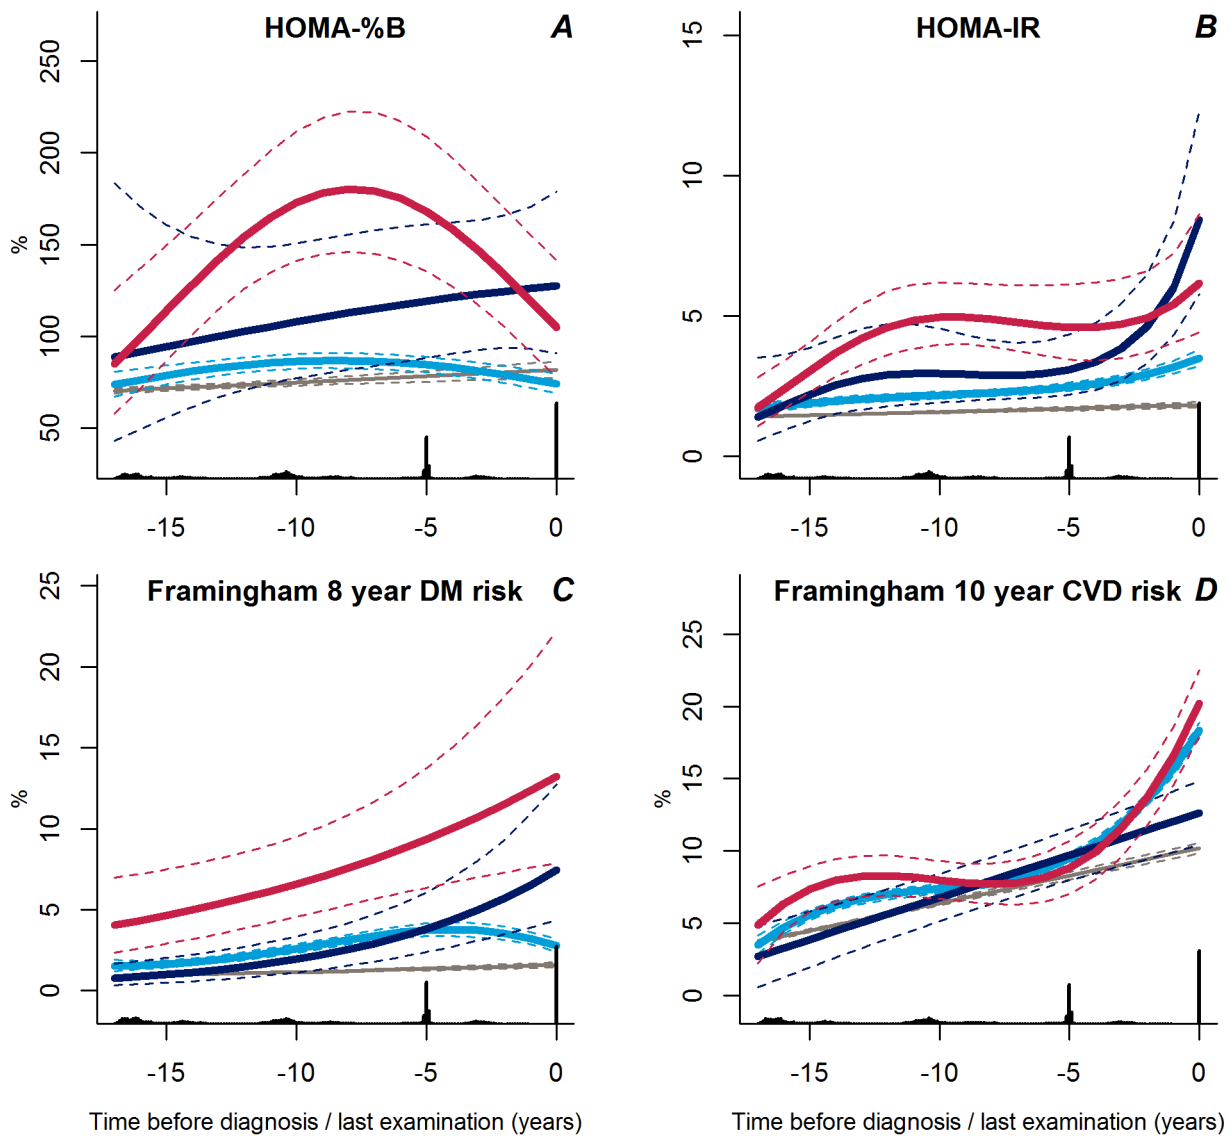 HOMA-%B A
250
200
150
100
50
%
-15 -10 -5 0
HOMA-IR B
15
10
5
0
-15 -10 -5 0
Framingham 8 year DM risk C
25
20
15
10
5
0
%
-15 -10 -5 0
Time before diagnosis / last examination (years)
Framingham 10 year CVD risk D
25
20
15
10
5
0
%
-15 -10 -5 0
Time before diagnosis / last examination (years)